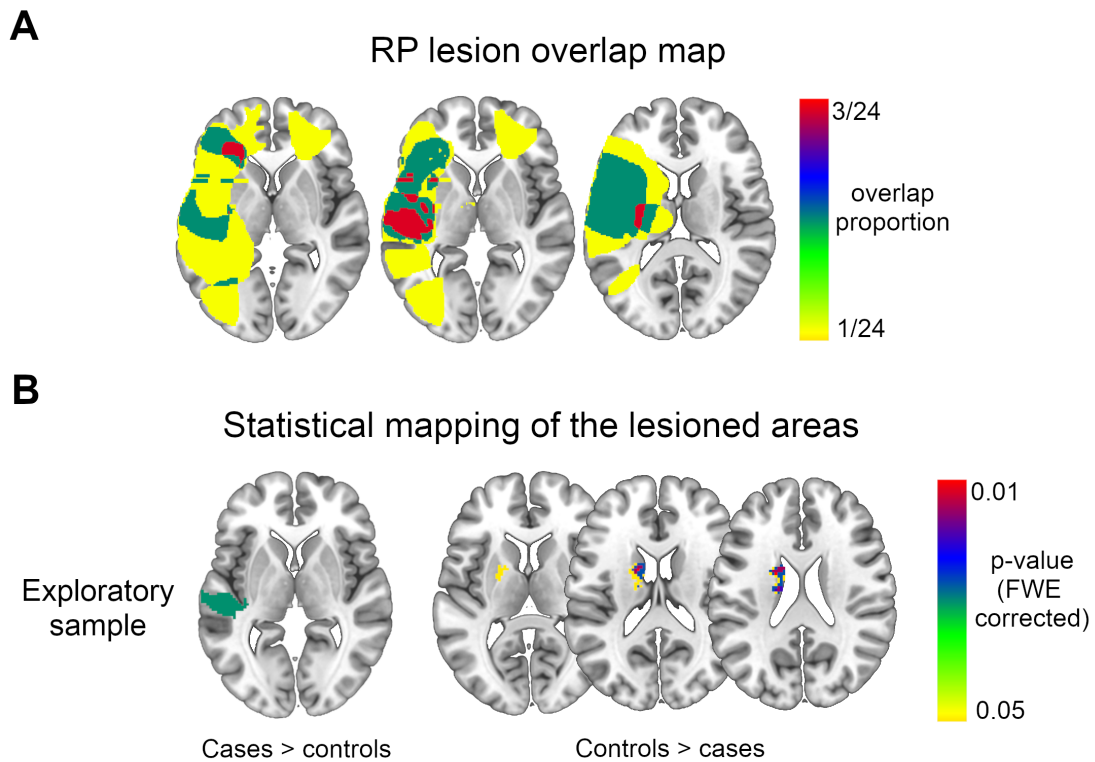 A
RP lesion overlap map
3/24
overlap
proportion
1/24
B
Statistical mapping of the lesioned areas
0.01
Exploratory
sample
p-value
(FWE
corrected)
0.05
Cases > controls
Controls > cases